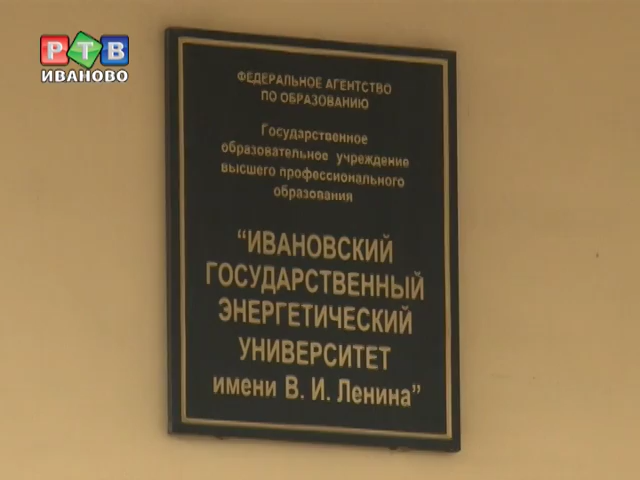 РТВ
ИВАНОВО
ФЕДЕРАЛЬНОЕ АГЕНТСТВО
ПО ОБРАЗОВАНИЮ
Государственное
образовательное учреждение
высшего профессионального
образования
“ИВАНОВСКИЙ
ГОСУДАРСТВЕННЫЙ
ЭНЕРГЕТИЧЕСКИЙ
УНИВЕРСИТЕТ
имени В. И. Ленина”